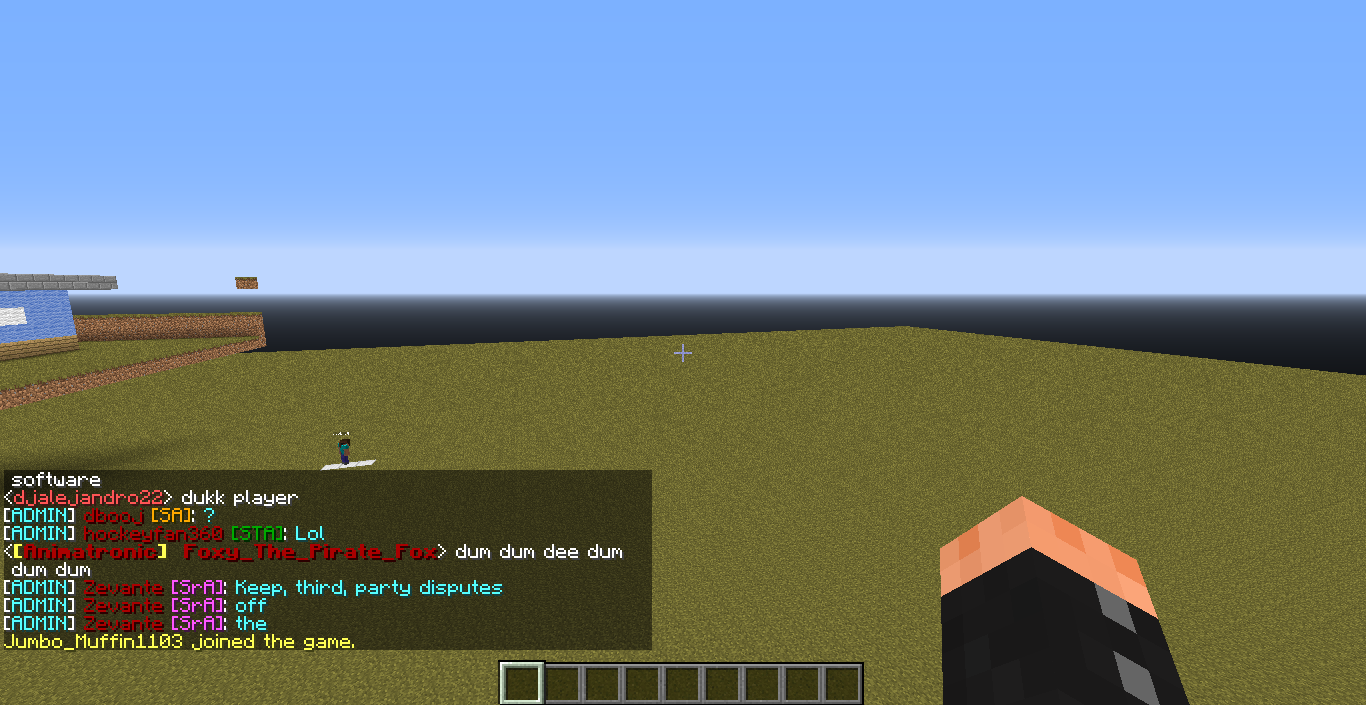 software
<djalejandro22> dukk player
[ADMIN] dbooj [SA]: ?
[ADMIN] hockeyfan360 [STA]: Lol
<[Animatronic] Foxy_The_Pirate_Fox> dum dum dee dum
dum dum
[ADMIN] Zevante [SrA]: Keep, third, party disputes
[ADMIN] Zevante [SrA]: off
[ADMIN] Zevante [SrA]: the
Jumbo_Muffin1103 joined the game.